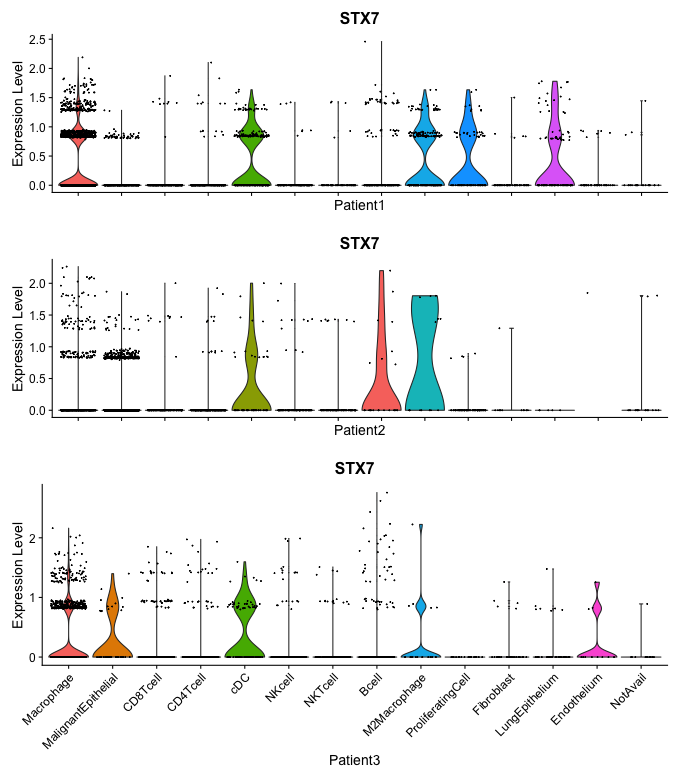 STX7
Expression Level
2.5
2.0
1.5
1.0
0.5
0.0
Patient1
STX7
Expression Level
2.0
1.5
1.0
0.5
0.0
Patient2
STX7
Expression Level
2
1
0
Macrophage
MalignantEpithelial
CD8Tcell
CD4Tcell
cDC
NKcell
NKTcell
Bcell
M2Macrophage
ProliferatingCell
Fibroblast
LungEpithelium
Endothelium
NotAvail
Patient3